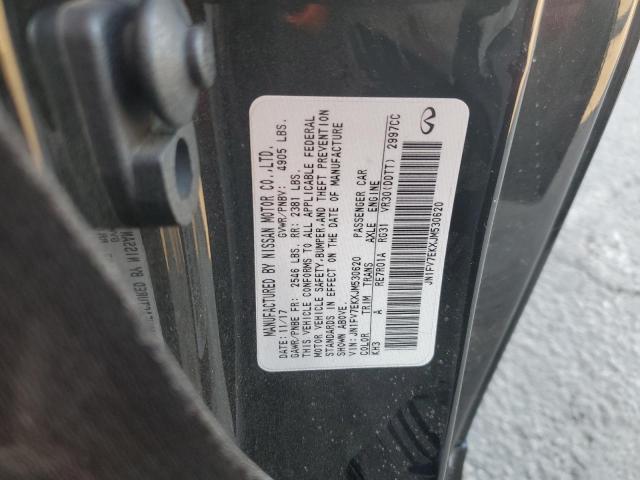 MANUFACTURED BY NISSAN MOTOR CO.,LTD.
DATE: 11/17 GVWR/PNBV: 4905 LBS.
GAWR/PNBE FR: 2546 LBS. RR: 2381 LBS.
THIS VEHICLE CONFORMS TO ALL APPLICABLE FEDERAL
MOTOR VEHICLE SAFETY,BUMPER,AND THEFT PREVENTION
STANDARDS IN EFFECT ON THE DATE OF MANUFACTURE
SHOWN ABOVE.
VIN: JN1FV7EKXJM530620 PASSENGER CAR
COLOR TRIM TRANS AXLE ENGINE
KH3 A RE7R01A RG31 VR30(DDTT) 2997CC
JN1FV7EKXJM530620